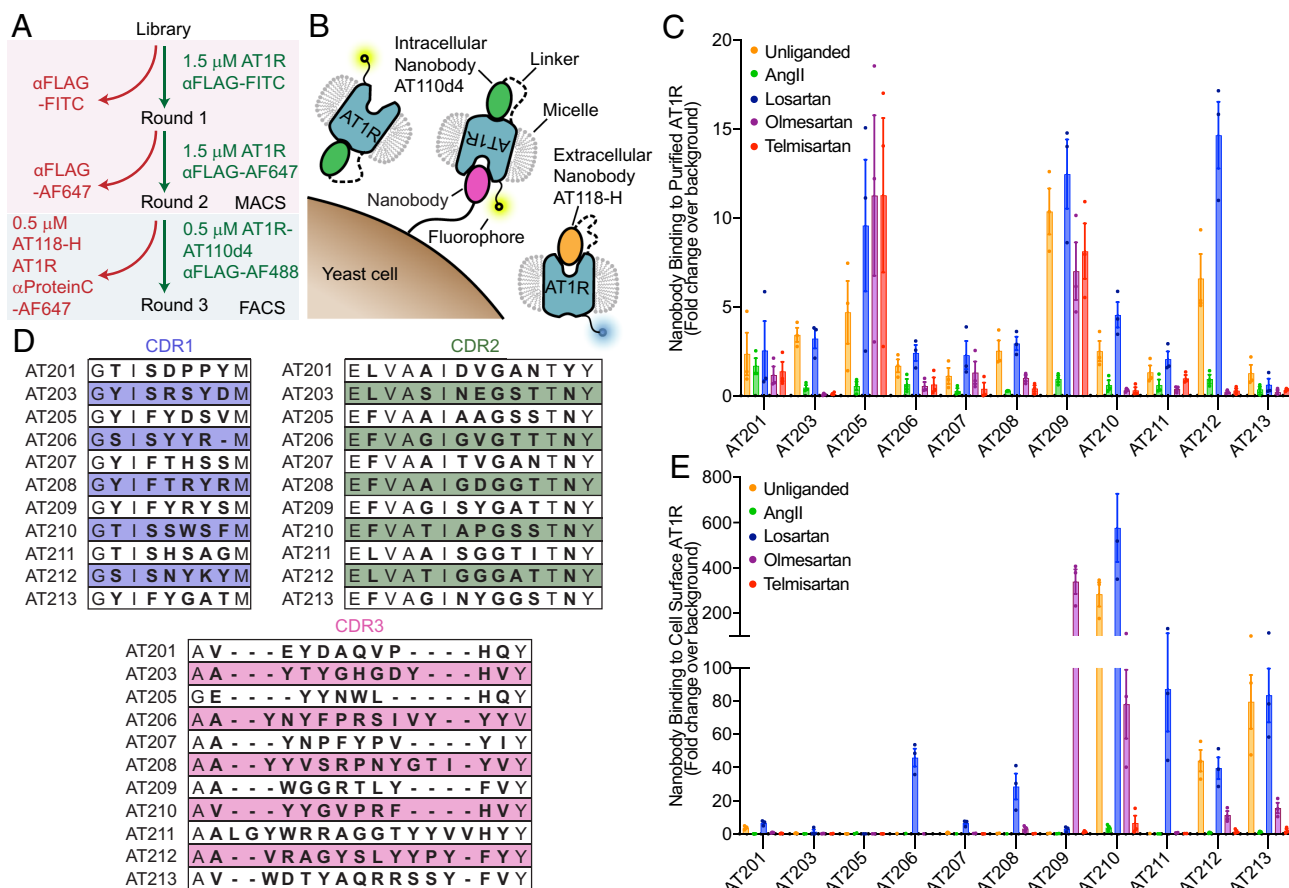 A
Library
αFLAG
-FITC
1.5 μM AT1R
αFLAG-FITC
Round 1
αFLAG
-AF647
1.5 μM AT1R
αFLAG-AF647
Round 2
MACS
0.5 μM
AT118-H
AT1R
αProteinC
-AF647
0.5 μM AT1R-
AT110d4
αFLAG-AF488
Round 3
FACS
B
Intracellular
Nanobody
AT110d4
Linker
Micelle
AT1R
AT1R
Extracellular
Nanobody
AT118-H
Nanobody
Fluorophore
Yeast cell
AT1R
C
Nanobody Binding to Purified AT1R
(Fold change over background)
20
15
10
5
0
Unliganded
AngII
Losartan
Olmesartan
Telmisartan
AT201
AT203
AT205
AT206
AT207
AT208
AT209
AT210
AT211
AT212
AT213
D
CDR1
AT201 GTISDPPYM
AT203 GYISRSYDM
AT205 GYIFYDSVM
AT206 GSISYYR-M
AT207 GYIFTHSSM
AT208 GYIFTRYRM
AT209 GYIFYRYSM
AT210 GTISSWSFM
AT211 GTISHSAGM
AT212 GSISNYKYM
AT213 GYIFYGATM
CDR2
AT201 ELVAAIDVGANTYY
AT203 ELVASINEGSTTNY
AT205 EFVAAIAAGSSTNY
AT206 EFVAGIGVGTTTNY
AT207 EFVAAITVGANTNY
AT208 EFVAAIGDGGTTNY
AT209 EFVAGISYGATTNY
AT210 EFVATIAPGSSTNY
AT211 ELVAAISGGTITNY
AT212 ELVATIGGGATTNY
AT213 EFVAGINYGGSTNY
CDR3
AT201 AV---EYDAQVP----HQY
AT203 AA---YTYGHGDY---HVY
AT205 GE----YYNWL-----HQY
AT206 AA--YNYFPRSIVY--YYV
AT207 AA---YNPFYPV----YIY
AT208 AA--YYVSRPNYGTI-YVY
AT209 AA---WGGRTLY----FVY
AT210 AV---YYGVPRF----HVY
AT211 AALGYWRRAGGTYYVVHYY
AT212 AA--VRAGYSLYYPY-FYY
AT213 AV--WDTYAQRRSSY-FVY
E
Nanobody Binding to Cell Surface AT1R
(Fold change over background)
800
600
400
200
80
60
40
20
0
Unliganded
AngII
Losartan
Olmesartan
Telmisartan
AT201
AT203
AT205
AT206
AT207
AT208
AT209
AT210
AT211
AT212
AT213